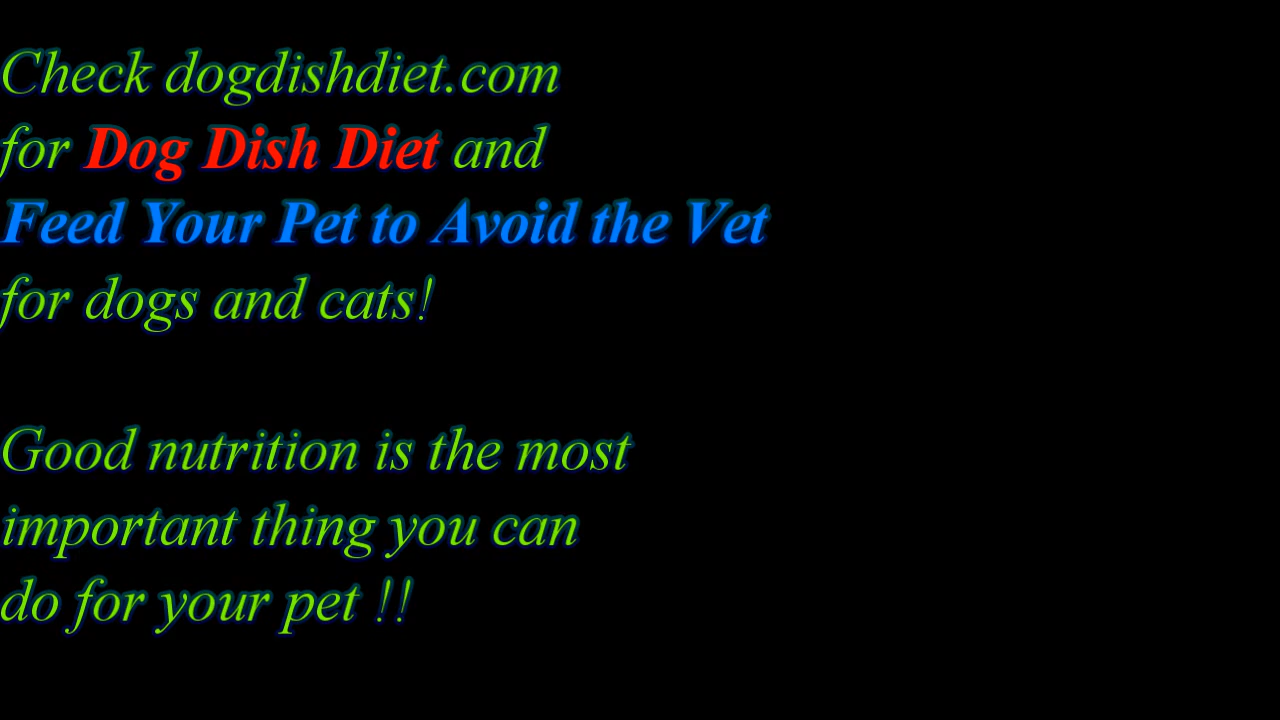 Check dogdishdiet.com
for Dog Dish Diet and
Feed Your Pet to Avoid the Vet
for dogs and cats!
Good nutrition is the most
important thing you can
do for your pet !!